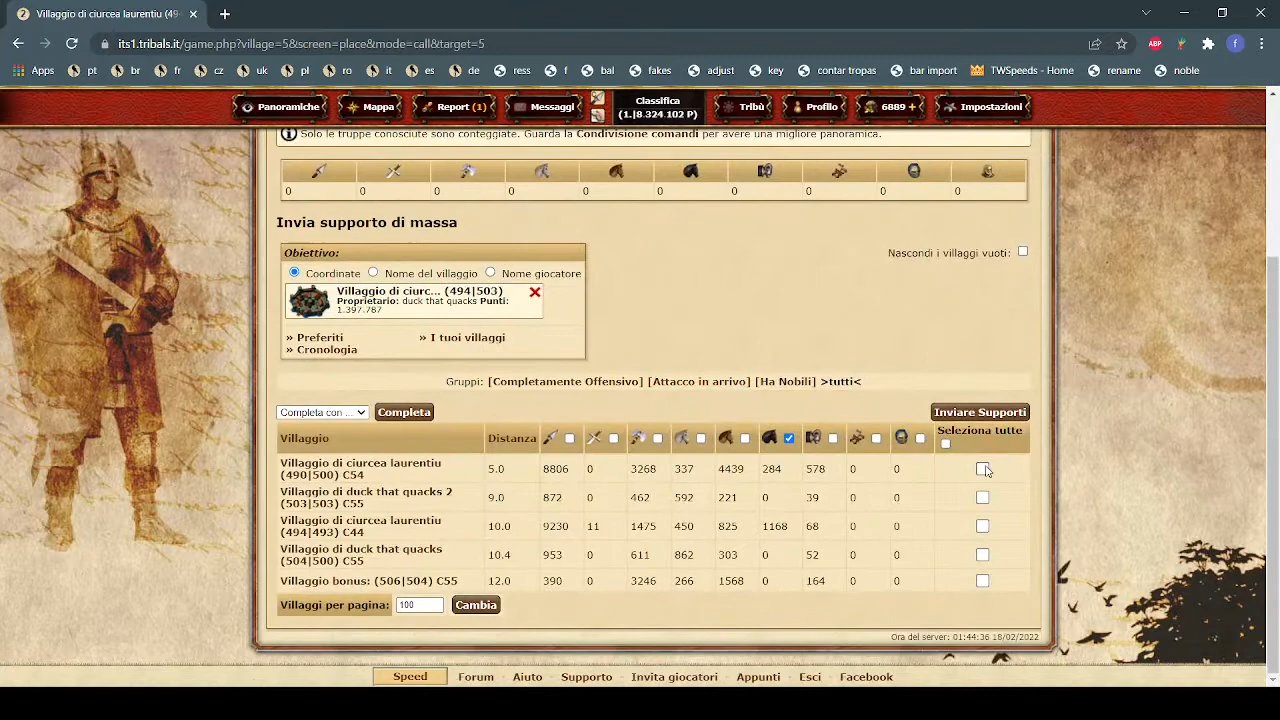 Villaggio di ciurcea laurentiu (49
its1.tribals.it/game.php?village=5&screen=place&mode=call&target=5
Apps pt br fr cz uk pl ro it es de ress f bal fakes adjust key contar tropas bar import TWSpeeds - Home rename noble
Panoramiche Mappa Report (1) Messaggi Classifica Tribù Profilo 6889 + Impostazioni
(1.|8.324.102 P)
Solo le truppe conosciute sono conteggiate. Guarda la Condivisione comandi per avere una migliore panoramica.
0 0 0 0 0 0 0 0 0 0
Invia supporto di massa
Obiettivo:
Nascondi i villaggi vuoti:
Coordinate Nome del villaggio Nome giocatore
Villaggio di ciurc... (494|503)
Proprietario: duck that quacks Punti:
1.397.787
» Preferiti » I tuoi villaggi
» Cronologia
Gruppi: [Completamente Offensivo] [Attacco in arrivo] [Ha Nobili] >tutti<
Completa con ... Completa Inviare Supporti
Villaggio Distanza Seleziona tutte
Villaggio di ciurcea laurentiu (490|500) C54 5.0 8806 0 3268 337 4439 284 578 0 0
Villaggio di duck that quacks 2 (503|503) C55 9.0 872 0 462 592 221 0 39 0 0
Villaggio di ciurcea laurentiu (494|493) C44 10.0 9230 11 1475 450 825 1168 68 0 0
Villaggio di duck that quacks (504|500) C55 10.4 953 0 611 862 303 0 52 0 0
Villaggio bonus: (506|504) C55 12.0 390 0 3246 266 1568 0 164 0 0
Villaggi per pagina: 100 Cambia
Ora del server: 01:44:36 18/02/2022
Speed Forum Aiuto Supporto Invita giocatori Appunti Esci Facebook